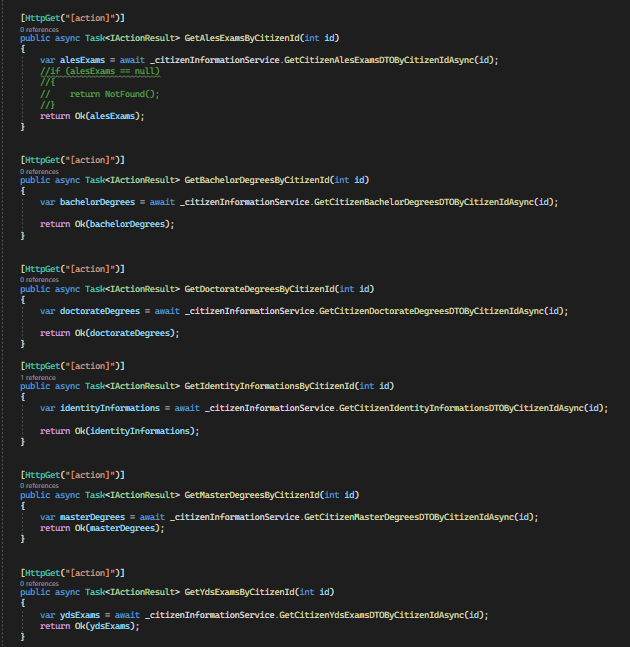 [HttpGet("[action]")]
0 references
public async Task<IActionResult> GetAlesExamsByCitizenId(int id)
{
var alesExams = await _citizenInformationService.GetCitizenAlesExamsDTOByCitizenIdAsync(id);
//if (alesExams == null)
//{
//    return NotFound();
//}
return Ok(alesExams);
}
[HttpGet("[action]")]
0 references
public async Task<IActionResult> GetBachelorDegreesByCitizenId(int id)
{
var bachelorDegrees = await _citizenInformationService.GetCitizenBachelorDegreesDTOByCitizenIdAsync(id);
return Ok(bachelorDegrees);
}
[HttpGet("[action]")]
0 references
public async Task<IActionResult> GetDoctorateDegreesByCitizenId(int id)
{
var doctorateDegrees = await _citizenInformationService.GetCitizenDoctorateDegreesDTOByCitizenIdAsync(id);
return Ok(doctorateDegrees);
}
[HttpGet("[action]")]
1 reference
public async Task<IActionResult> GetIdentityInformationsByCitizenId(int id)
{
var identityInformations = await _citizenInformationService.GetCitizenIdentityInformationsDTOByCitizenIdAsync(id);
return Ok(identityInformations);
}
[HttpGet("[action]")]
0 references
public async Task<IActionResult> GetMasterDegreesByCitizenId(int id)
{
var masterDegrees = await _citizenInformationService.GetCitizenMasterDegreesDTOByCitizenIdAsync(id);
return Ok(masterDegrees);
}
[HttpGet("[action]")]
0 references
public async Task<IActionResult> GetYdsExamsByCitizenId(int id)
{
var ydsExams = await _citizenInformationService.GetCitizenYdsExamsDTOByCitizenIdAsync(id);
return Ok(ydsExams);
}